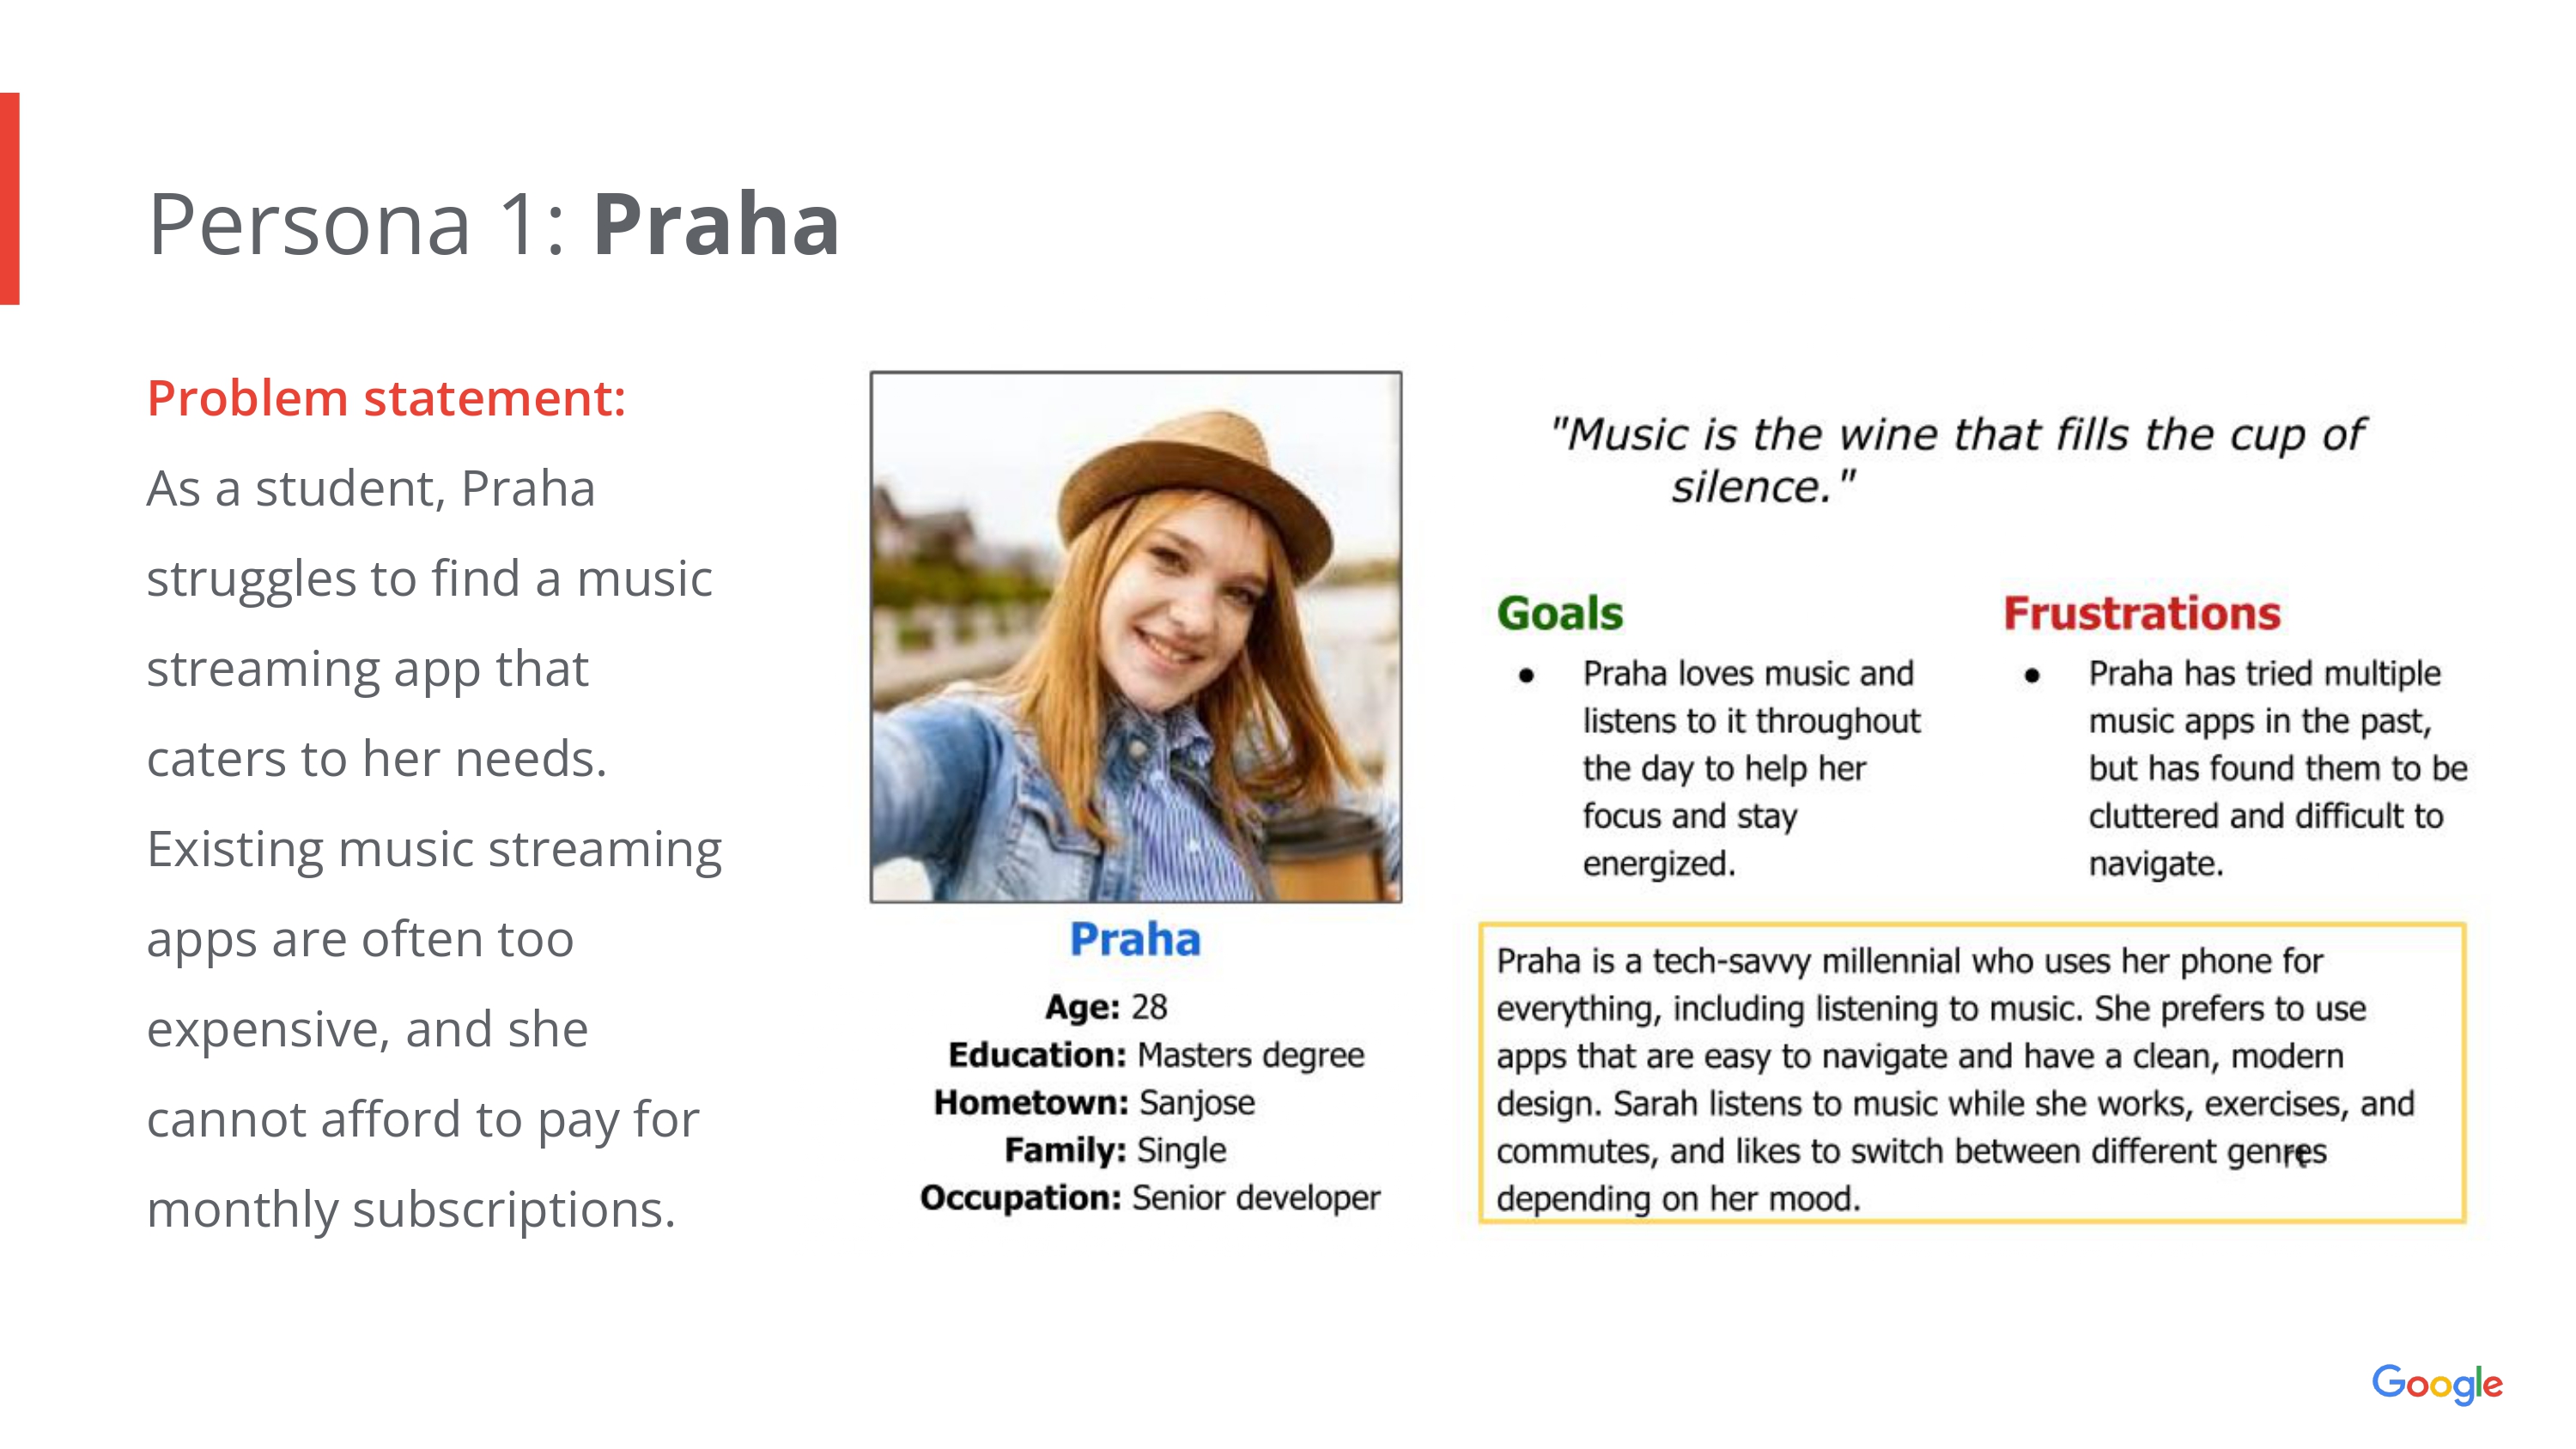 Persona 1: Praha
Problem statement:
As a student, Praha
struggles to find a music
streaming app that
caters to her needs.
Existing music streaming
apps are often too
expensive, and she
cannot afford to pay for
monthly subscriptions.
Praha
Age: 28
Education: Masters degree
Hometown: Sanjose
Family: Single
Occupation: Senior developer
"Music is the wine that fills the cup of
silence."
Goals
● Praha loves music and
listens to it throughout
the day to help her
focus and stay
energized.
Frustrations
● Praha has tried multiple
music apps in the past,
but has found them to be
cluttered and difficult to
navigate.
Praha is a tech-savvy millennial who uses her phone for
everything, including listening to music. She prefers to use
apps that are easy to navigate and have a clean, modern
design. Sarah listens to music while she works, exercises, and
commutes, and likes to switch between different genres
depending on her mood.
Google